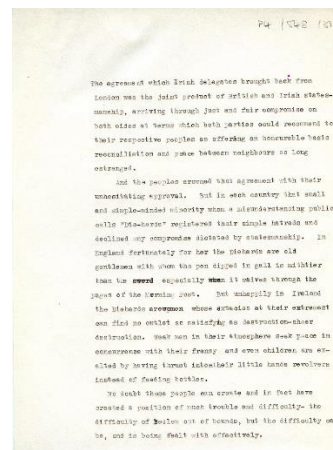 P4/548/
The agreement which Irish delegates brought back from
London was the joint product of British and Irish states-
manship, arriving through just and fair compromise on
both sides at terms which both parties could recommend to
their respective peoples as offering an honourable basic
reconciliation and peace between neighbours so long
estranged.
And the peoples crowned that agreement with their
unhesitating approval. But in each country that small
and simple-minded minority whom a misunderstanding public
calls "Die-hards" registered their simple hatreds and
declined any compromise dictated by statesmanship. In
England fortunately for her the Diehards are old
gentlemen with whom the pen dipped in gall is mightier
than the sword especially when it waives through the
pages of the Morning Post. But unhappily in Ireland
the Diehards are women whose extasies at their extremest
can find no outlet so satisfying as destruction-sheer
destruction. Weak men in their atmosphere seek peace in
concurrence with their frenzy and even children are ex-
alted by having thrust into their little hands revolvers
instead of feeding bottles.
No doubt these people can create and in fact have
created a position of much trouble and difficulty- the
difficulty of out of bounds, but the difficulty can
be, and is being dealt with effectively.